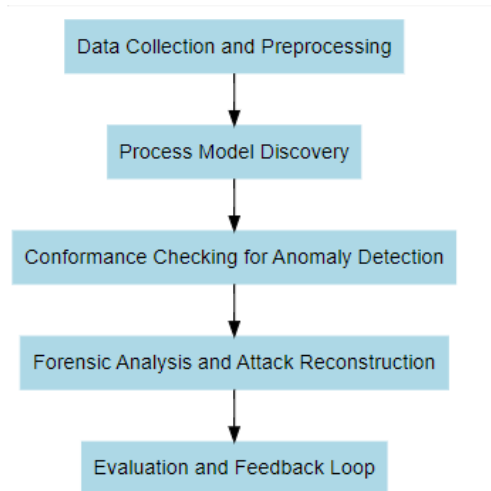 Data Collection and Preprocessing
Process Model Discovery
Conformance Checking for Anomaly Detection
Forensic Analysis and Attack Reconstruction
Evaluation and Feedback Loop